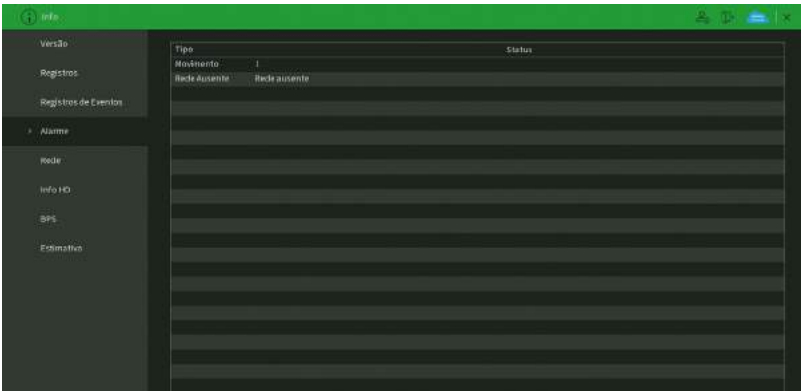 Info
Versão
Registros
Registros de Eventos
Alarme
Rede
Info HD
BPS
Estimativa
Tipo Status
Movimento 1
Rede Ausente Rede ausente